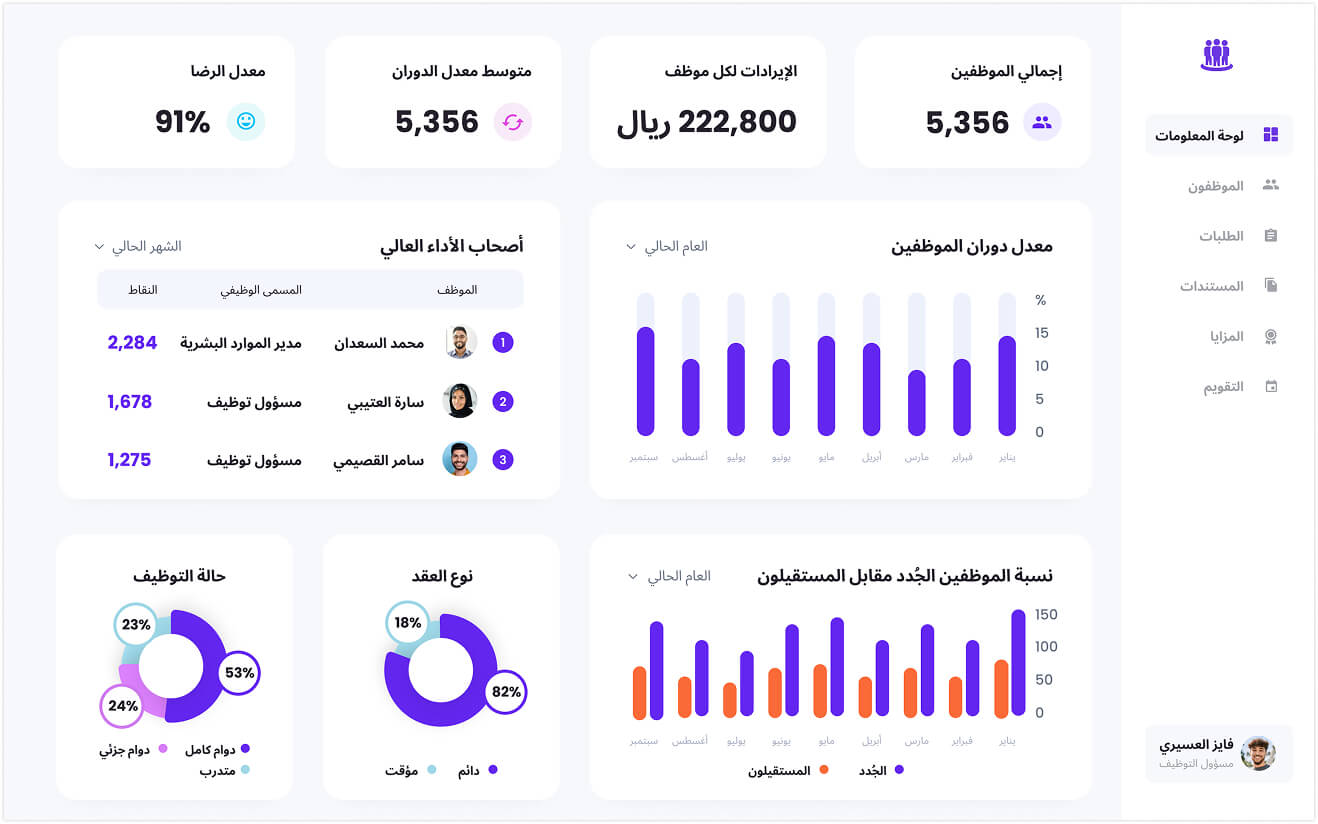 لوحة المعلومات
الموظفون
الطلبات
المستندات
المزايا
التقويم
فايز العسيري
مسؤول التوظيف
إجمالي الموظفين
5,356
الإيرادات لكل موظف
222,800 ريال
متوسط معدل الدوران
5,356
معدل الرضا
91%
معدل دوران الموظفين
العام الحالي
%
15
10
5
0
يناير فبراير مارس أبريل مايو يونيو يوليو أغسطس سبتمبر
أصحاب الأداء العالي
الشهر الحالي
الموظف المسمى الوظيفي النقاط
1 محمد السعدان مدير الموارد البشرية 2,284
2 سارة العتيبي مسؤول توظيف 1,678
3 سامر القصيمي مسؤول توظيف 1,275
نسبة الموظفين الجُدد مقابل المستقيلون
العام الحالي
150
100
50
0
يناير فبراير مارس أبريل مايو يونيو يوليو أغسطس سبتمبر
الجُدد المستقيلون
نوع العقد
18%
82%
دائم مؤقت
حالة التوظيف
23%
53%
24%
دوام كامل دوام جزئي
متدرب